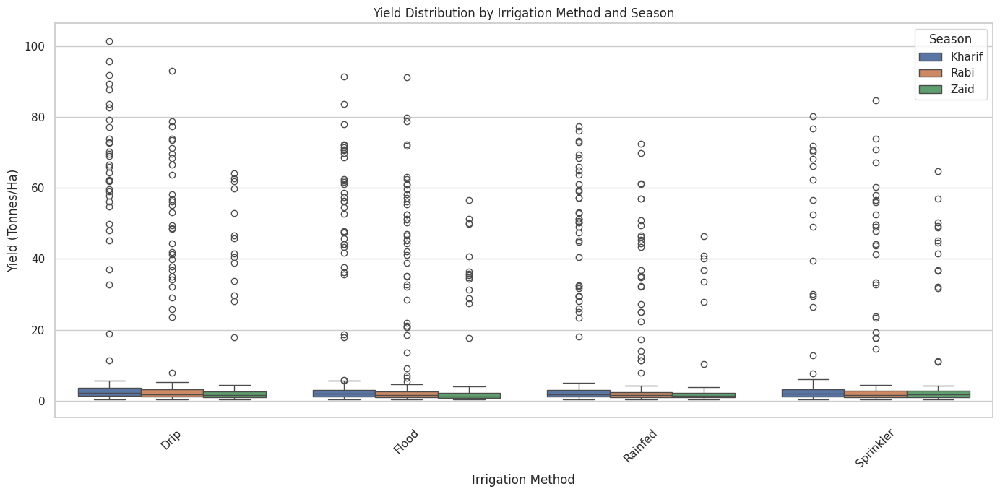 Yield Distribution by Irrigation Method and Season
Season
Kharif
Rabi
Zaid
Yield (Tonnes/Ha)
100
80
60
40
20
0
Drip
Flood
Rainfed
Sprinkler
Irrigation Method